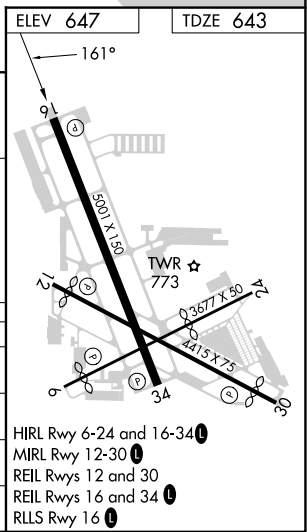 ELEV 647
TDZE 643
161°
16
P
5001 X 150
TWR
773
12
P
24
3677 X 50
4415 X 75
P
6
P
34
P
30
HIRL Rwy 6-24 and 16-34 L
MIRL Rwy 12-30 L
REIL Rwys 12 and 30
REIL Rwys 16 and 34 L
RLLS Rwy 16 L